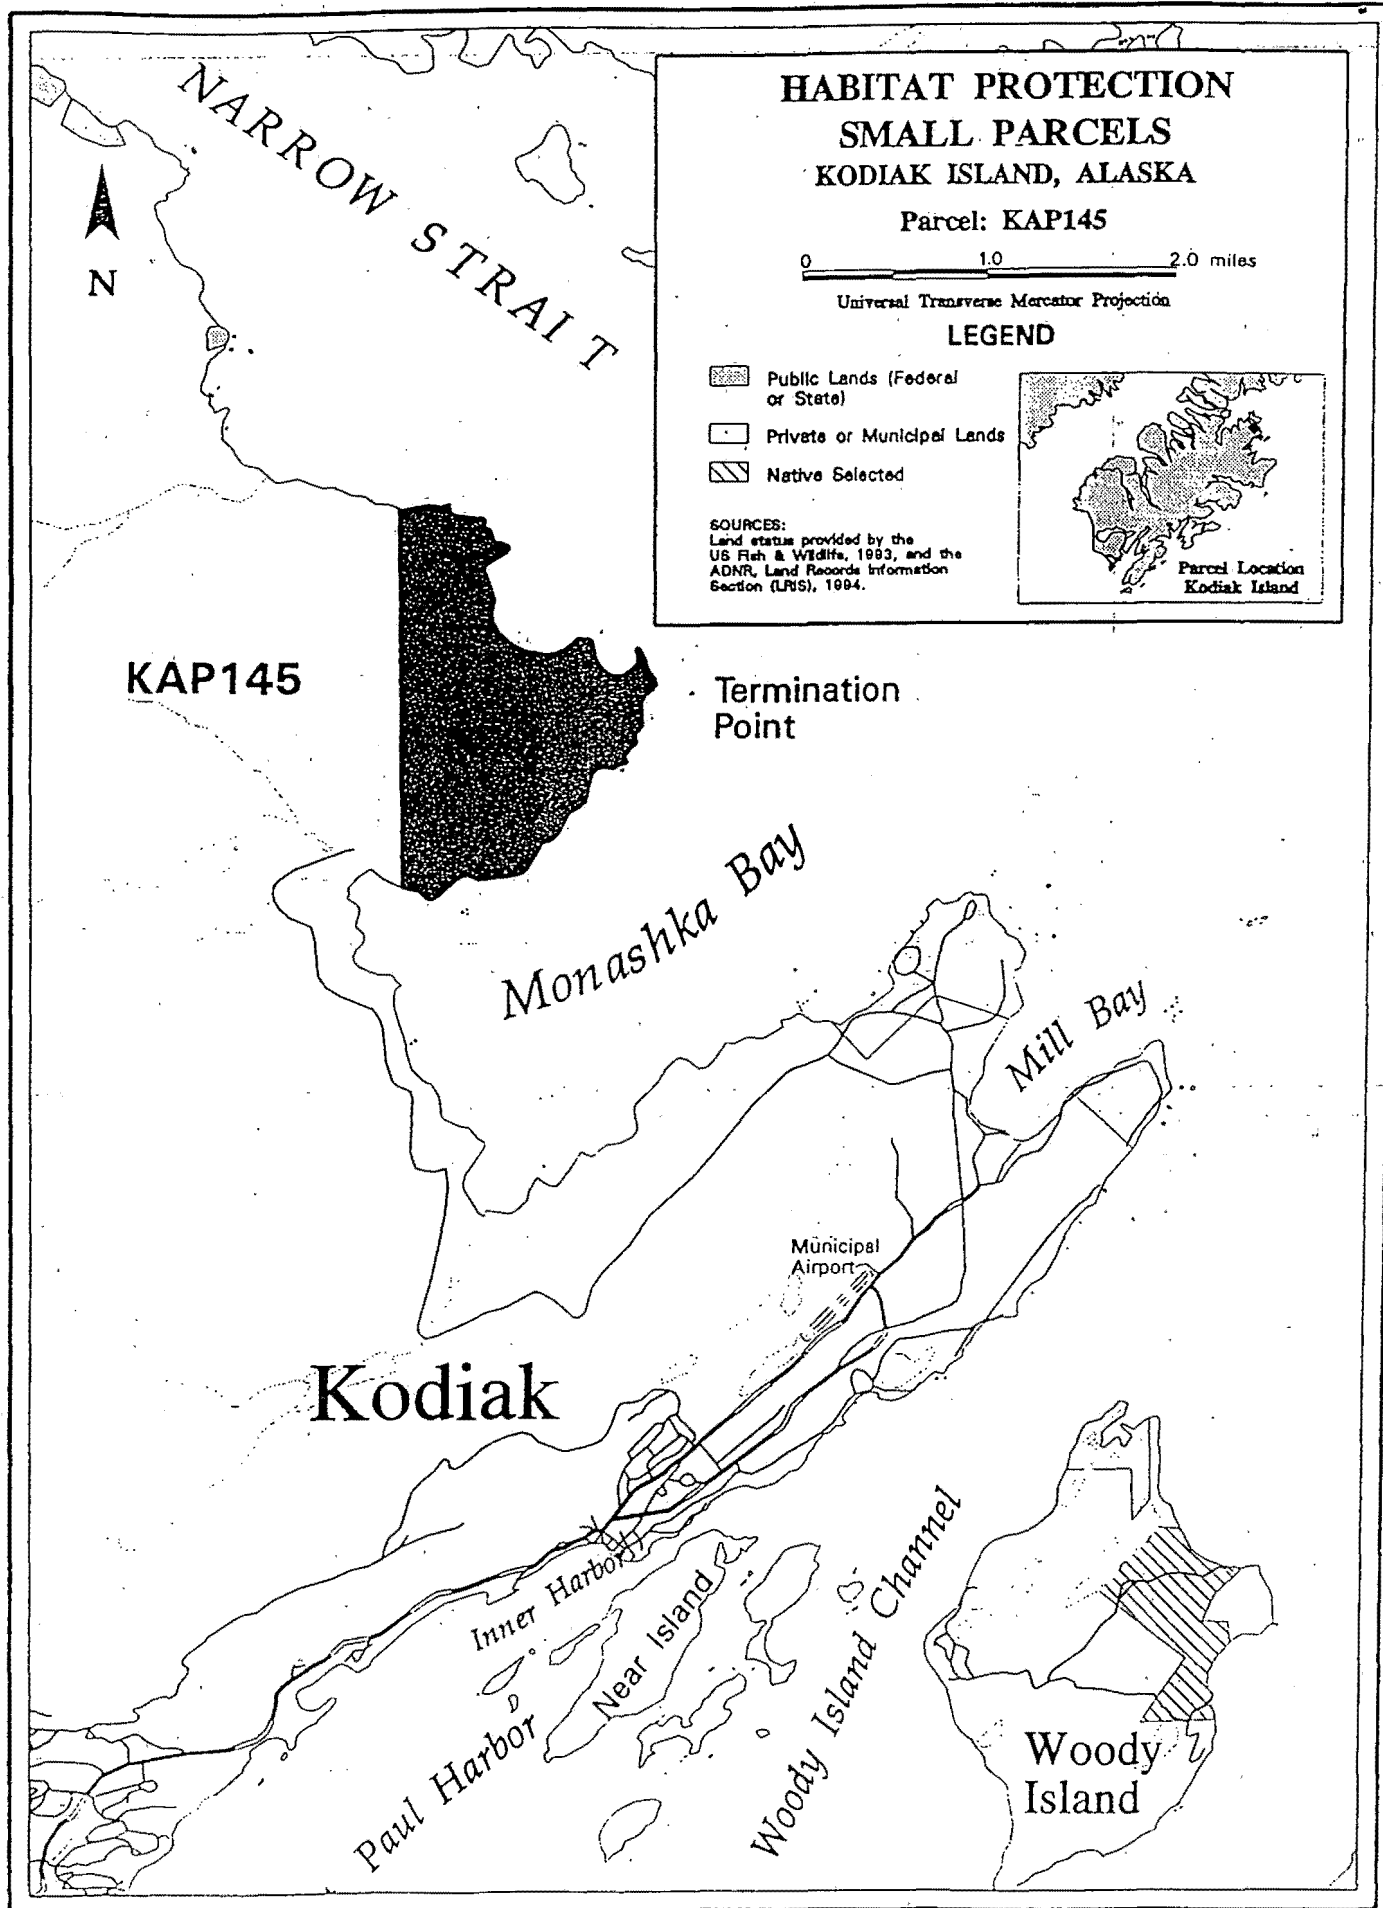 HABITAT PROTECTION
SMALL PARCELS
KODIAK ISLAND, ALASKA
Parcel: KAP145
0 1.0 2.0 miles
Universal Transverse Mercator Projection
LEGEND
Public Lands (Federal
or State)
Private or Municipal Lands
Native Selected
SOURCES:
Land status provided by the
US Fish & Wildlife, 1993, and the
ADNR, Land Records Information
Section (LRIS), 1994.
Parcel Location
Kodiak Island
NARROW STRAIT
N
KAP145
Termination
Point
Monashka Bay
Mill Bay
Municipal
Airport
Kodiak
Inner Harbor
Near Island
Paul Harbor
Woody Island Channel
Woody
Island